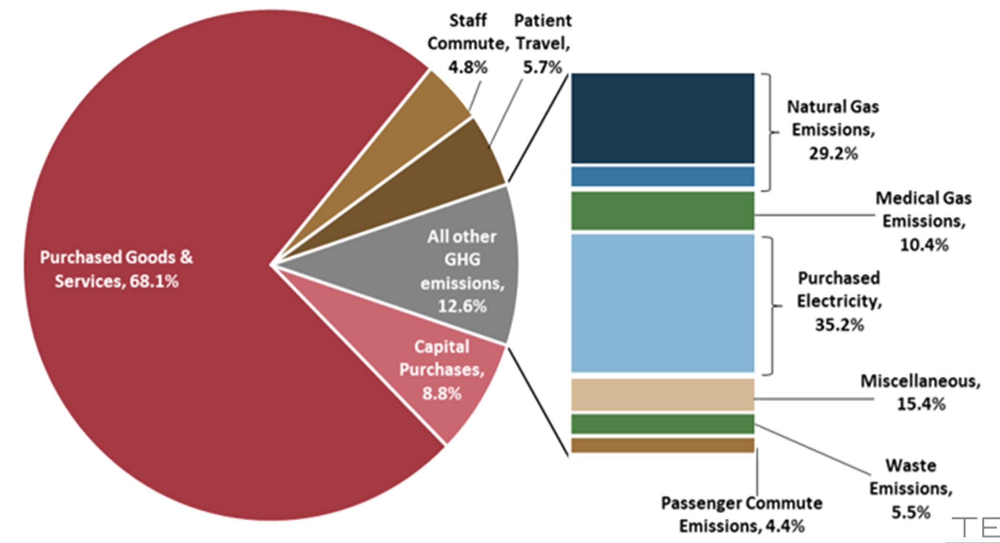 Staff
Commute,
4.8%
Patient
Travel,
5.7%
Natural Gas
Emissions,
29.2%
Medical Gas
Emissions,
10.4%
Purchased Goods &
Services, 68.1%
All other
GHG
emissions,
12.6%
Purchased
Electricity,
35.2%
Capital
Purchases,
8.8%
Miscellaneous,
15.4%
Waste
Emissions,
5.5%
Passenger Commute
Emissions, 4.4%
TE